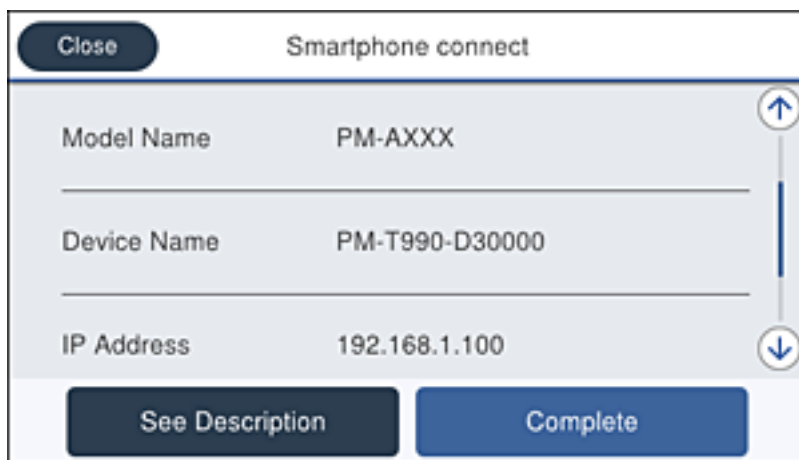 Close Smartphone connect
Model Name PM-AXXX
Device Name PM-T990-D30000
IP Address 192.168.1.100
See Description Complete